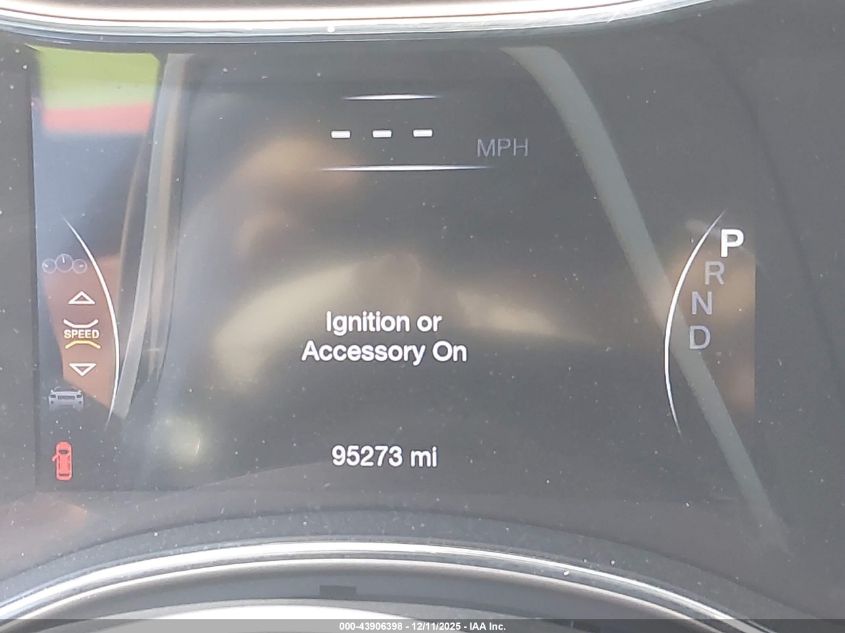 - - - MPH
P
R
N
D
SPEED
Ignition or
Accessory On
95273 mi
000-43906398 - 12/11/2025 - IAA Inc.